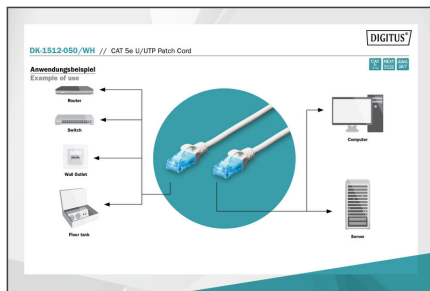 DIGITUS®
DK-1512-050/WH // CAT 5e U/UTP Patch Cord
Anwendungsbeispiel
Example of use
Router
Switch
Wall Outlet
Floor tank
Computer
Server